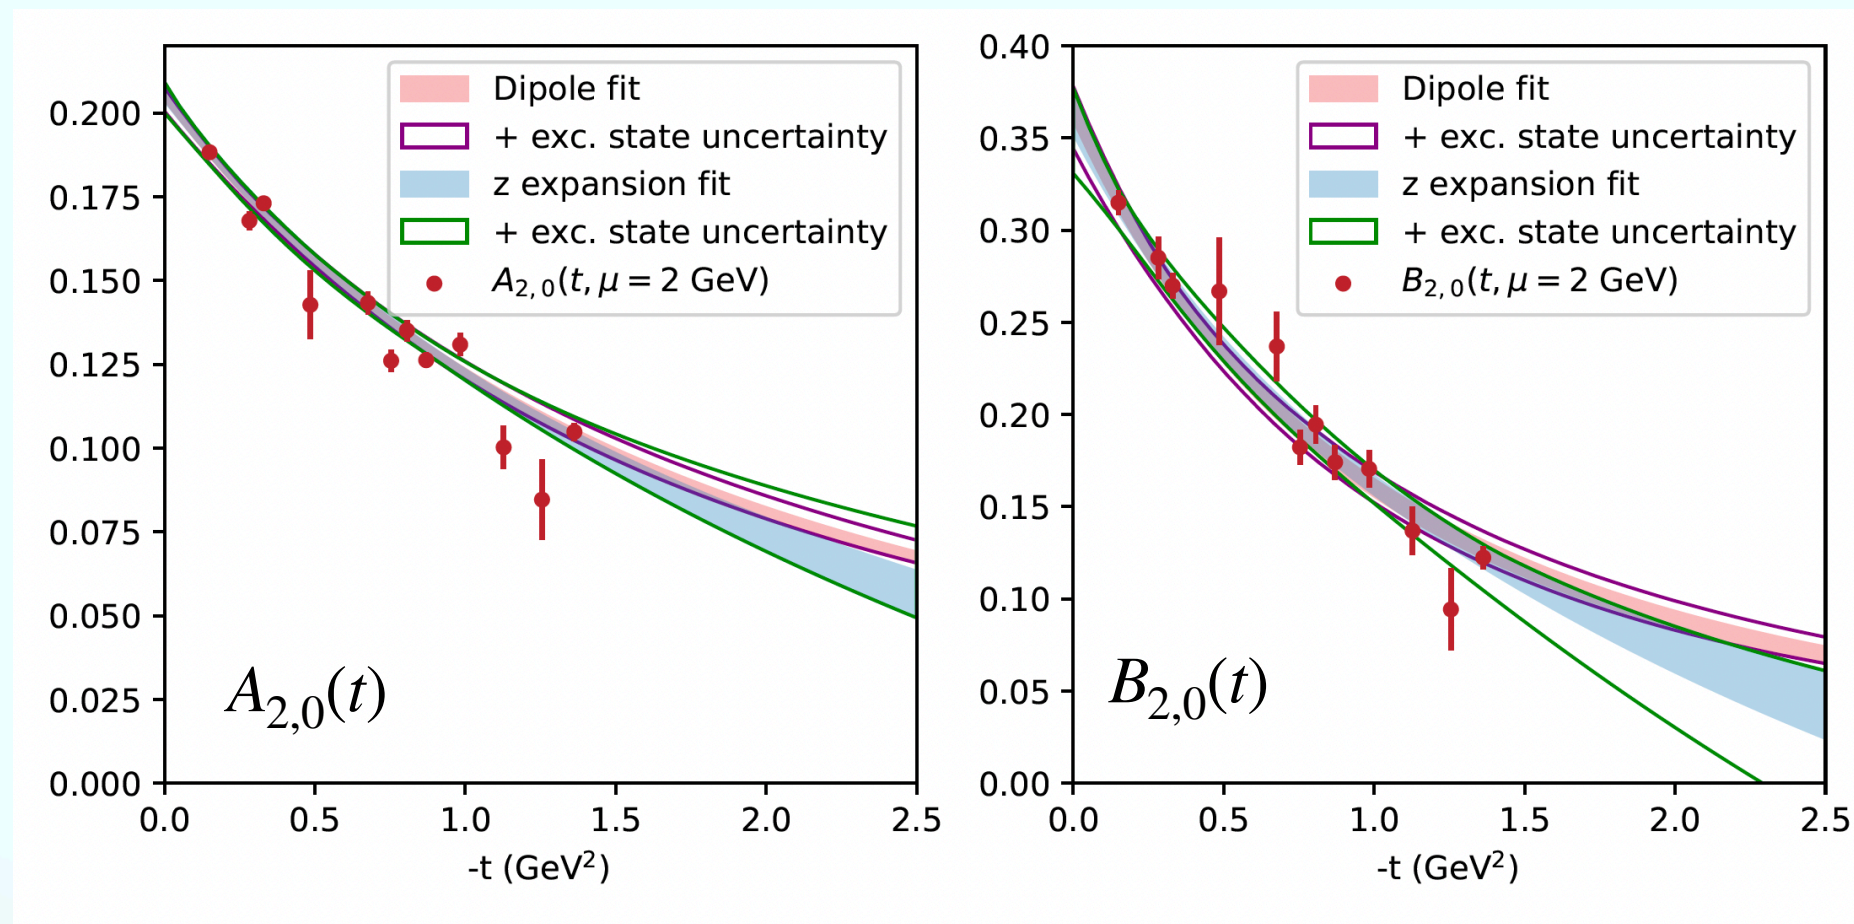 0.200
0.175
0.150
0.125
0.100
0.075
0.050
0.025
0.000
Dipole fit
+ exc. state uncertainty
z expansion fit
+ exc. state uncertainty
A₂,₀(t, μ = 2 GeV)
A₂,₀(t)
0.0 0.5 1.0 1.5 2.0 2.5
-t (GeV²)
0.40
0.35
0.30
0.25
0.20
0.15
0.10
0.05
0.00
Dipole fit
+ exc. state uncertainty
z expansion fit
+ exc. state uncertainty
B₂,₀(t, μ = 2 GeV)
B₂,₀(t)
0.0 0.5 1.0 1.5 2.0 2.5
-t (GeV²)